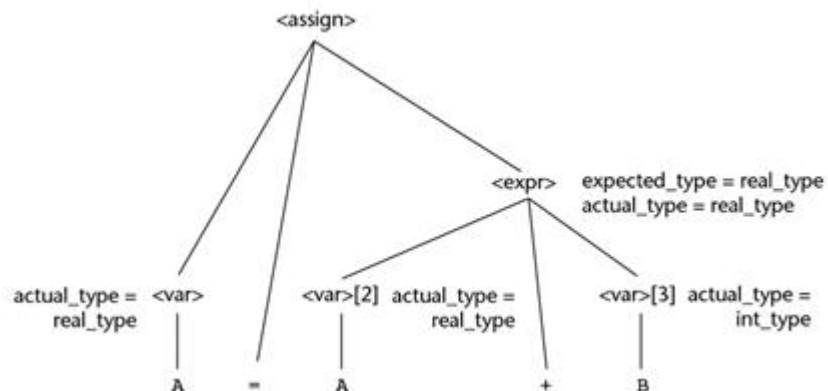 <assign>
<expr> expected_type = real_type
actual_type = real_type
actual_type = <var> <var>[2] actual_type = <var>[3] actual_type =
real_type real_type int_type
A = A + B